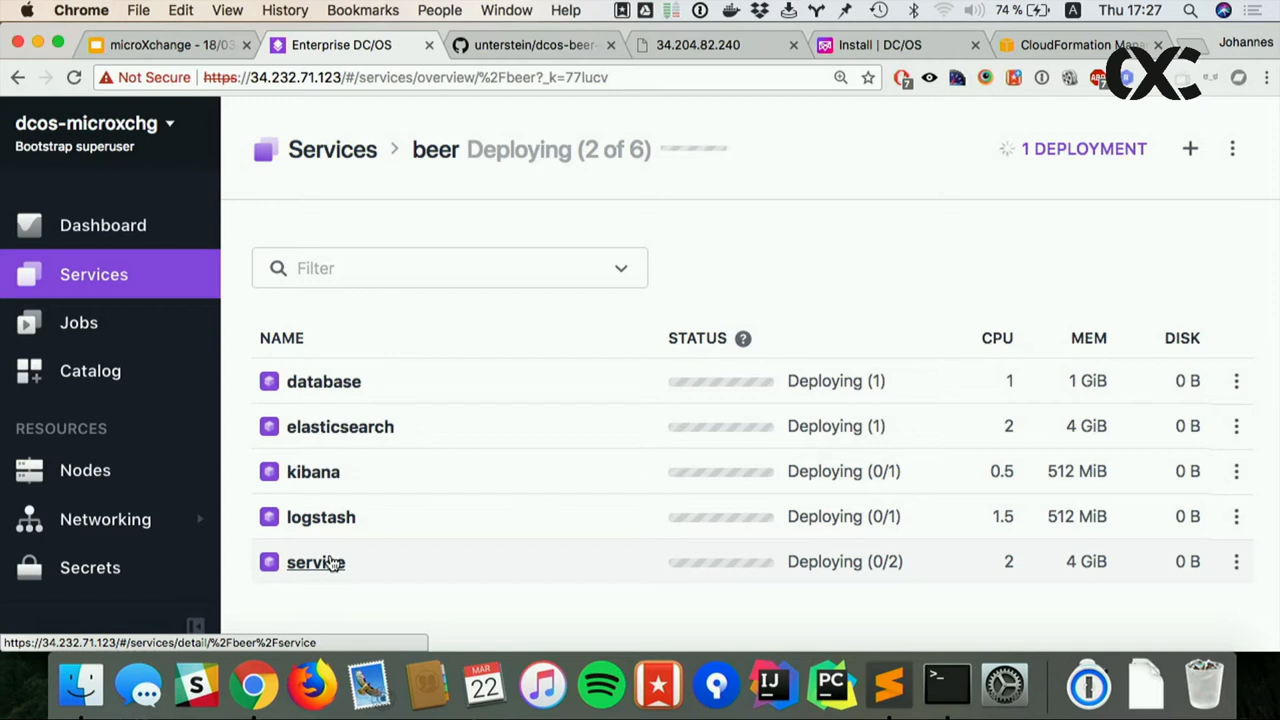 Chrome File Edit View History Bookmarks People Window Help 74 % A Thu 17:27
microXchange - 18/03 Enterprise DC/OS unterstein/dcos-beer- 34.204.82.240 Install | DC/OS CloudFormation Man Johannes
Not Secure https://34.232.71.123/#/services/overview/%2Fbeer?_k=77lucv
CXC
dcos-microxchg
Bootstrap superuser
Services > beer Deploying (2 of 6) 1 DEPLOYMENT
Dashboard
Services
Jobs
Catalog
RESOURCES
Nodes
Networking
Secrets
Filter
NAME STATUS ? CPU MEM DISK
database Deploying (1) 1 1 GiB 0 B
elasticsearch Deploying (1) 2 4 GiB 0 B
kibana Deploying (0/1) 0.5 512 MiB 0 B
logstash Deploying (0/1) 1.5 512 MiB 0 B
service Deploying (0/2) 2 4 GiB 0 B
https://34.232.71.123/#/services/detail/%2Fbeer%2Fservice
MAR
22
IJ
PC